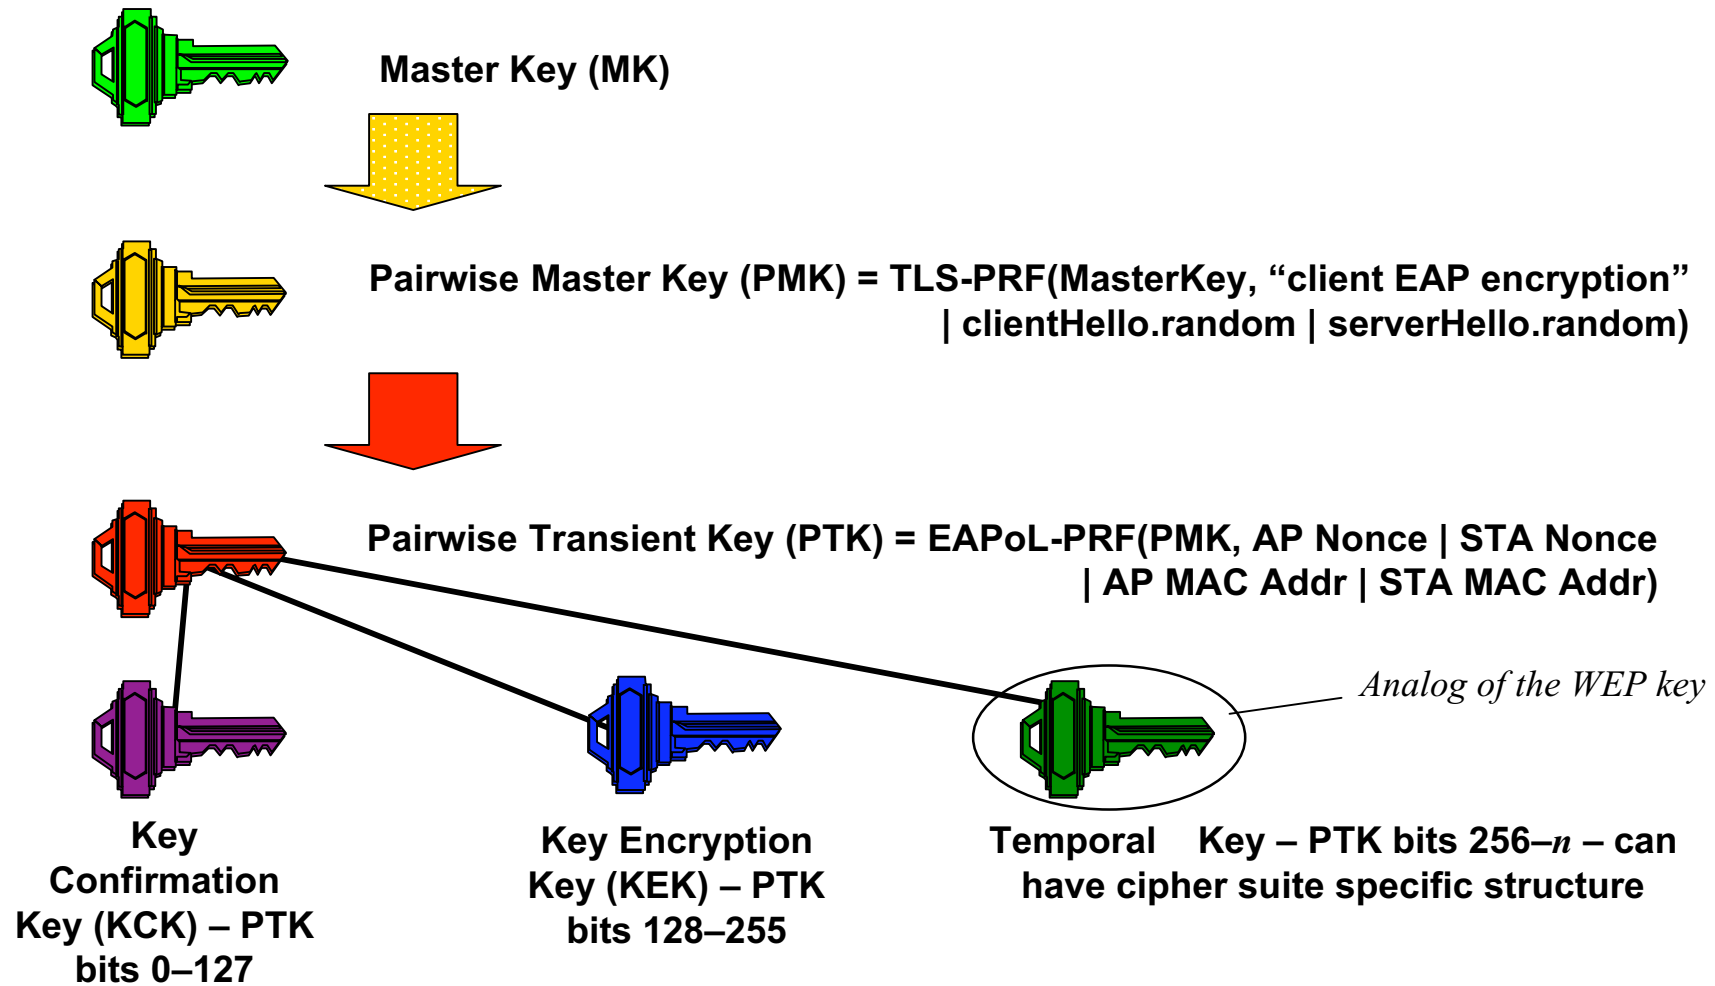 Master Key (MK)
Pairwise Master Key (PMK) = TLS-PRF(MasterKey, “client EAP encryption”
| clientHello.random | serverHello.random)
Pairwise Transient Key (PTK) = EAPoL-PRF(PMK, AP Nonce | STA Nonce
| AP MAC Addr | STA MAC Addr)
Analog of the WEP key
Key
Confirmation
Key (KCK) – PTK
bits 0–127
Key Encryption
Key (KEK) – PTK
bits 128–255
Temporal Key – PTK bits 256–n – can
have cipher suite specific structure